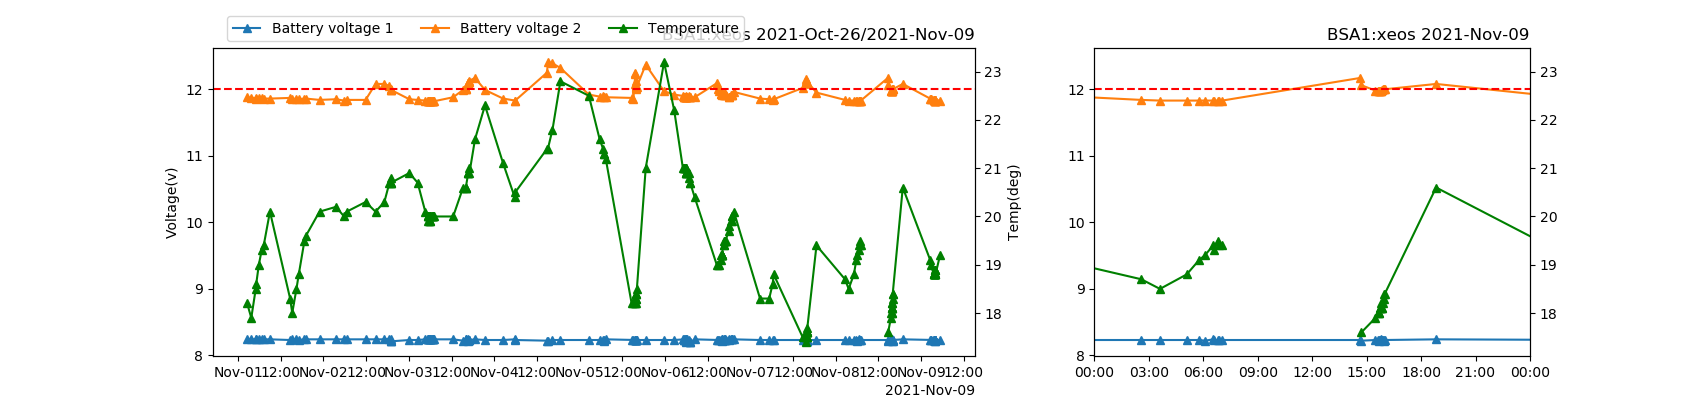 Battery voltage 1 Battery voltage 2 Temperature
BSA1:xeos 2021-Oct-26/2021-Nov-09
Voltage(v)
12
11
10
9
8
23
22
21
20
19
18
Temp(deg)
Nov-01 12:00 Nov-02 12:00 Nov-03 12:00 Nov-04 12:00 Nov-05 12:00 Nov-06 12:00 Nov-07 12:00 Nov-08 12:00 Nov-09 12:00
2021-Nov-09
BSA1:xeos 2021-Nov-09
12
11
10
9
8
23
22
21
20
19
18
00:00 03:00 06:00 09:00 12:00 15:00 18:00 21:00 00:00